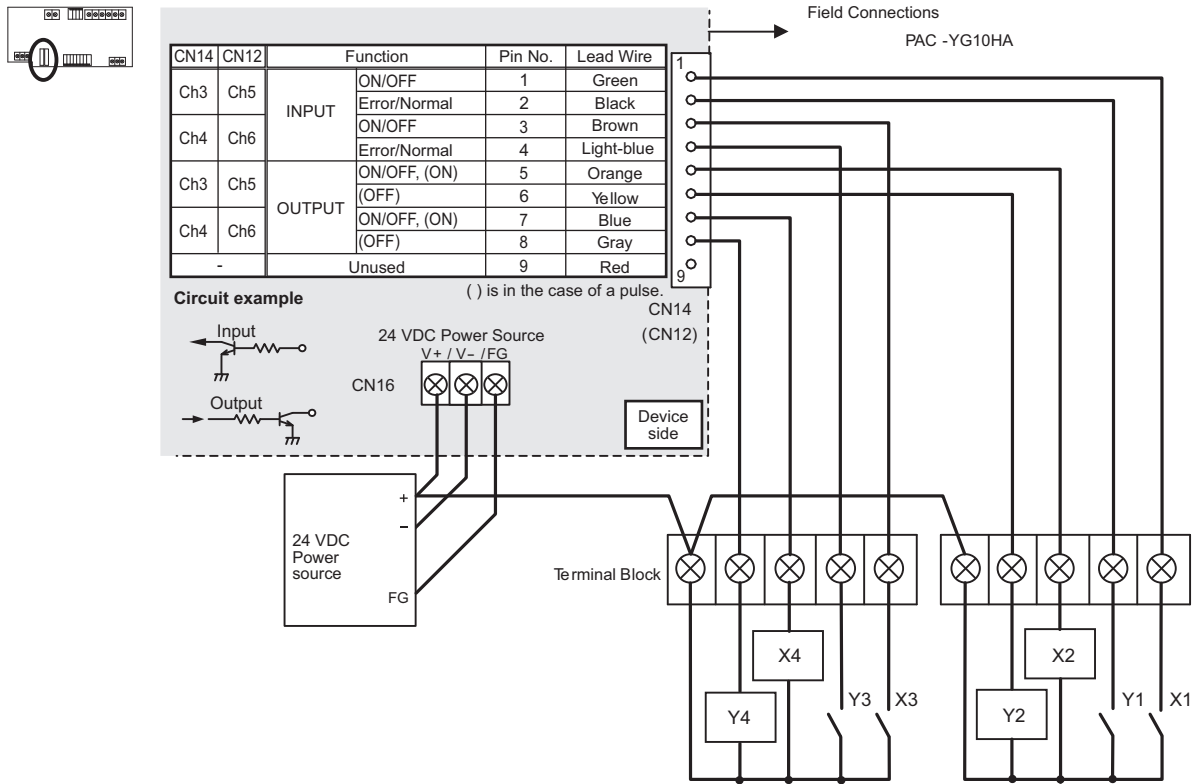 Field Connections
PAC -YG10HA
CN14 CN12 Function Pin No. Lead Wire
Ch3 Ch5 INPUT ON/OFF 1 Green
Error/Normal 2 Black
Ch4 Ch6 ON/OFF 3 Brown
Error/Normal 4 Light-blue
Ch3 Ch5 OUTPUT ON/OFF, (ON) 5 Orange
(OFF) 6 Yellow
Ch4 Ch6 ON/OFF, (ON) 7 Blue
(OFF) 8 Gray
- Unused 9 Red
1
9
( ) is in the case of a pulse.
CN14
(CN12)
Circuit example
Input
Output
24 VDC Power Source
V+ / V– /FG
CN16
Device
side
+
–
24 VDC
Power
source
FG
Terminal Block
X4
X2
Y4
Y3
X3
Y2
Y1
X1